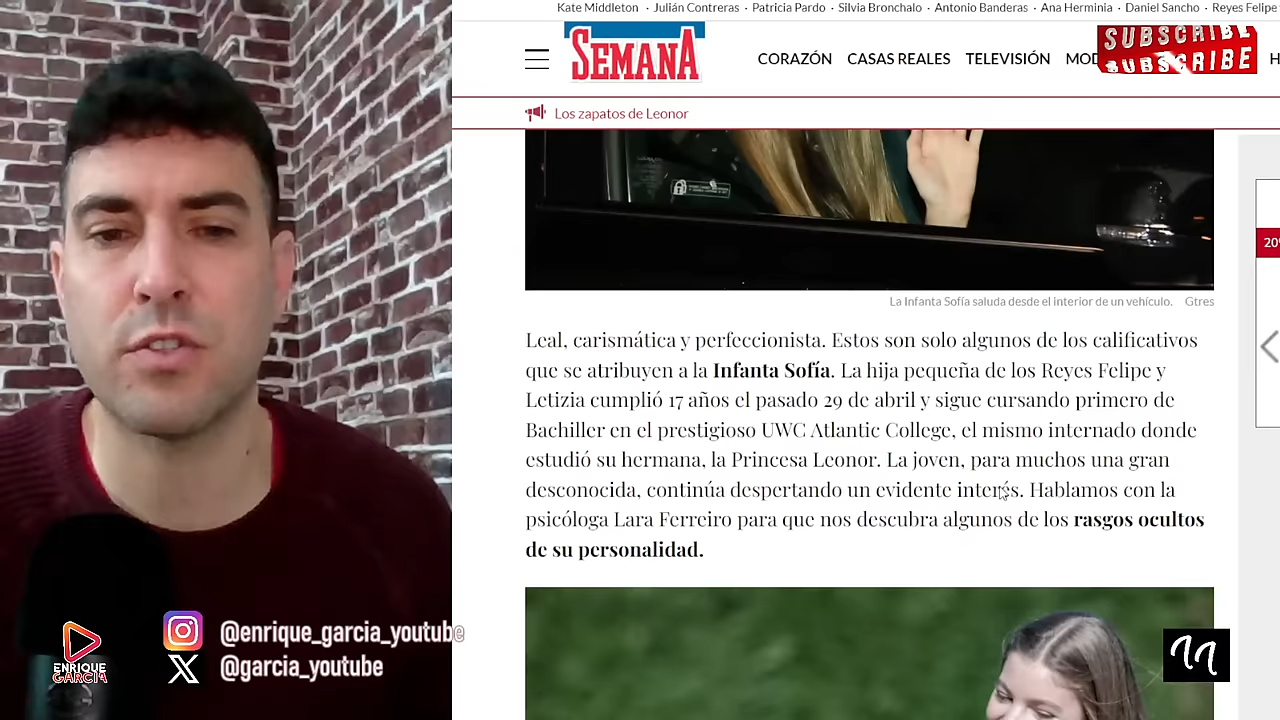 Kate Middleton · Julián Contreras · Patricia Pardo · Silvia Bronchalo · Antonio Banderas · Ana Herminia · Daniel Sancho · Reyes Felipe
SEMANA
CORAZÓN CASAS REALES TELEVISIÓN MOD
SUBSCRIBE
SUBSCRIBE
H
Los zapatos de Leonor
20
La Infanta Sofía saluda desde el interior de un vehículo. Gtres
Leal, carismática y perfeccionista. Estos son solo algunos de los calificativos
que se atribuyen a la Infanta Sofía. La hija pequeña de los Reyes Felipe y
Letizia cumplió 17 años el pasado 29 de abril y sigue cursando primero de
Bachiller en el prestigioso UWC Atlantic College, el mismo internado donde
estudió su hermana, la Princesa Leonor. La joven, para muchos una gran
desconocida, continúa despertando un evidente interés. Hablamos con la
psicóloga Lara Ferreiro para que nos descubra algunos de los rasgos ocultos
de su personalidad.
@enrique_garcia_youtube
@garcia_youtube
ENRIQUE
GARCIA